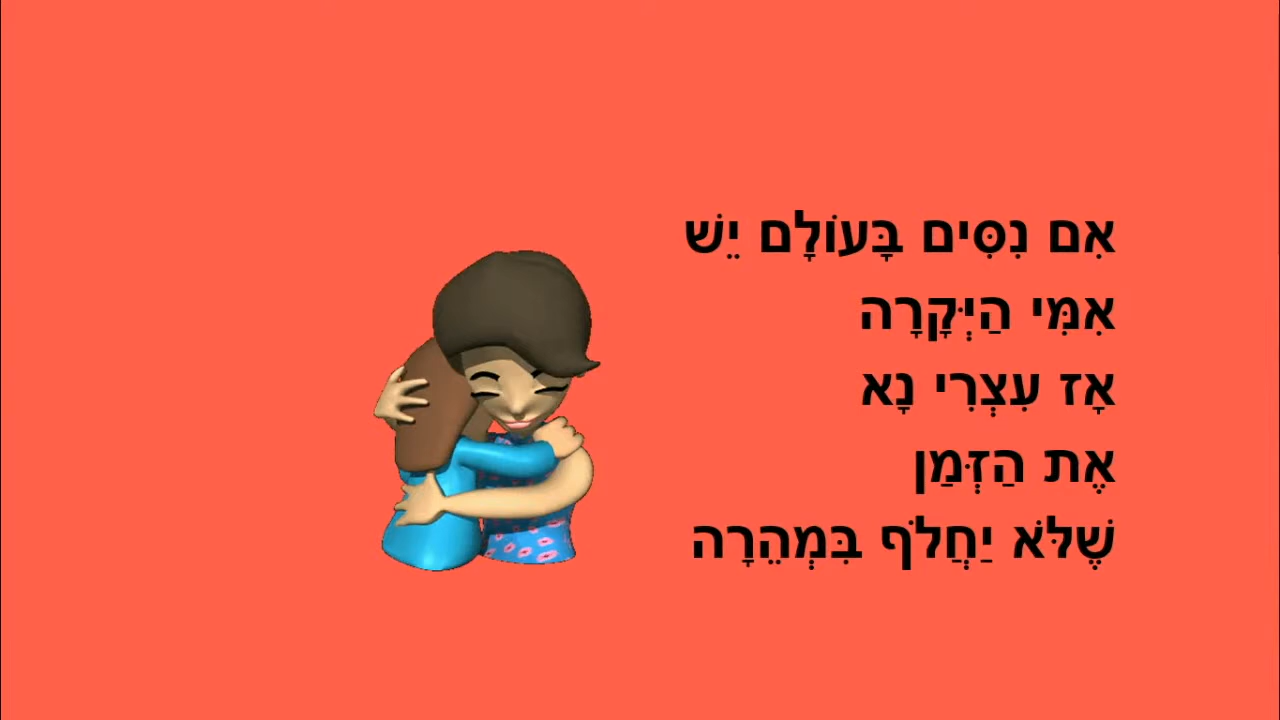 אִם נִסִּים בָּעוֹלָם יֵשׁ
אִמִּי הַיְּקָרָה
אָז עִצְרִי נָא
אֶת הַזְּמַן
שֶׁלֹּא יַחֲלֹף בִּמְהֵרָה